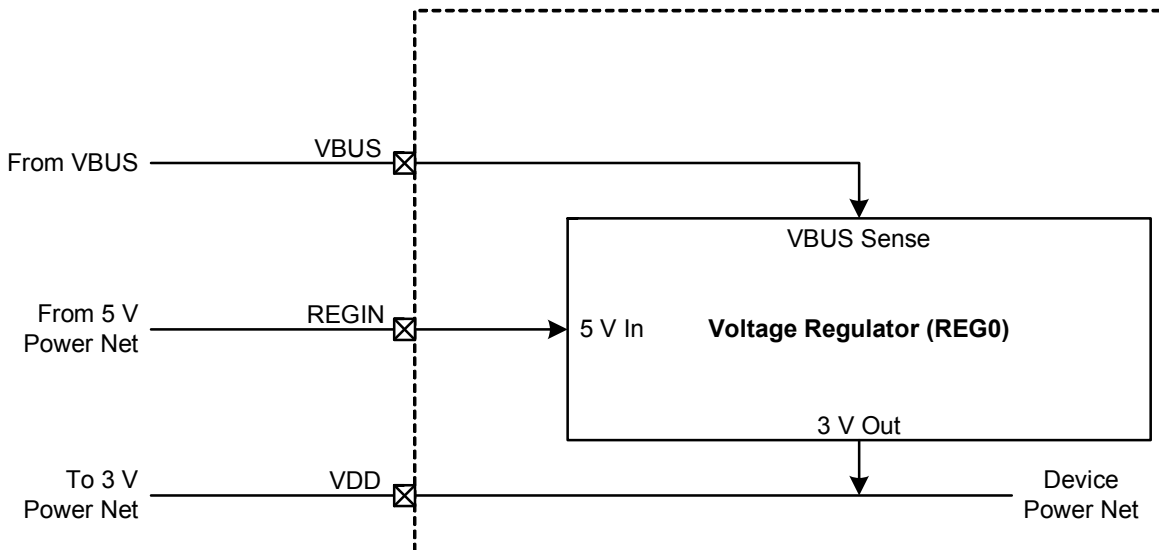 From VBUS
VBUS
VBUS Sense
From 5 V
Power Net
REGIN
5 V In
Voltage Regulator (REG0)
3 V Out
To 3 V
Power Net
VDD
Device
Power Net